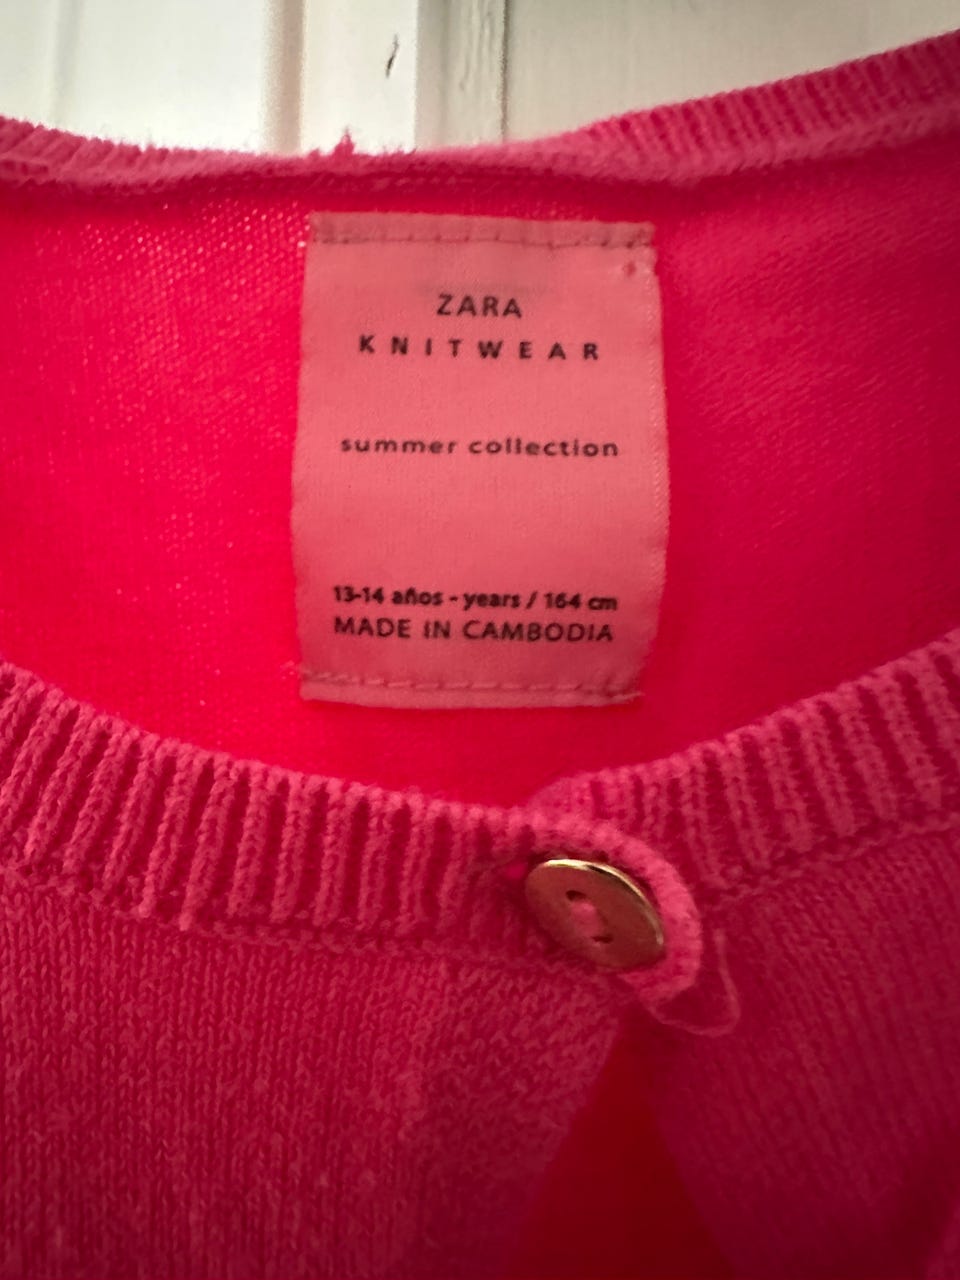 ZARA
KNITWEAR
summer collection
13-14 años - years / 164 cm
MADE IN CAMBODIA